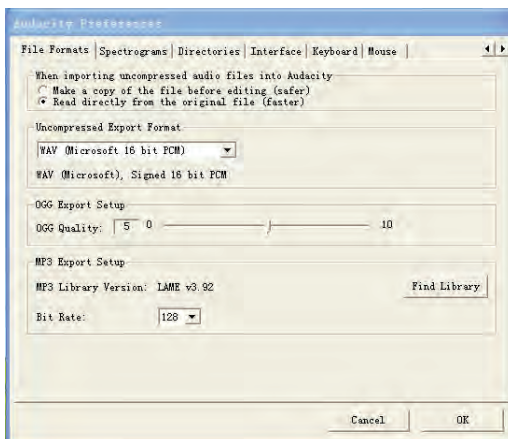 Audacity Preferences
File Formats Spectrograms Directories Interface Keyboard Mouse
When importing uncompressed audio files into Audacity
Make a copy of the file before editing (safer)
Read directly from the original file (faster)
Uncompressed Export Format
WAV (Microsoft 16 bit PCM)
WAV (Microsoft), Signed 16 bit PCM
OGG Export Setup
OGG Quality: 5 0 10
MP3 Export Setup
MP3 Library Version: LAME v3.92 Find Library
Bit Rate: 128
Cancel OK